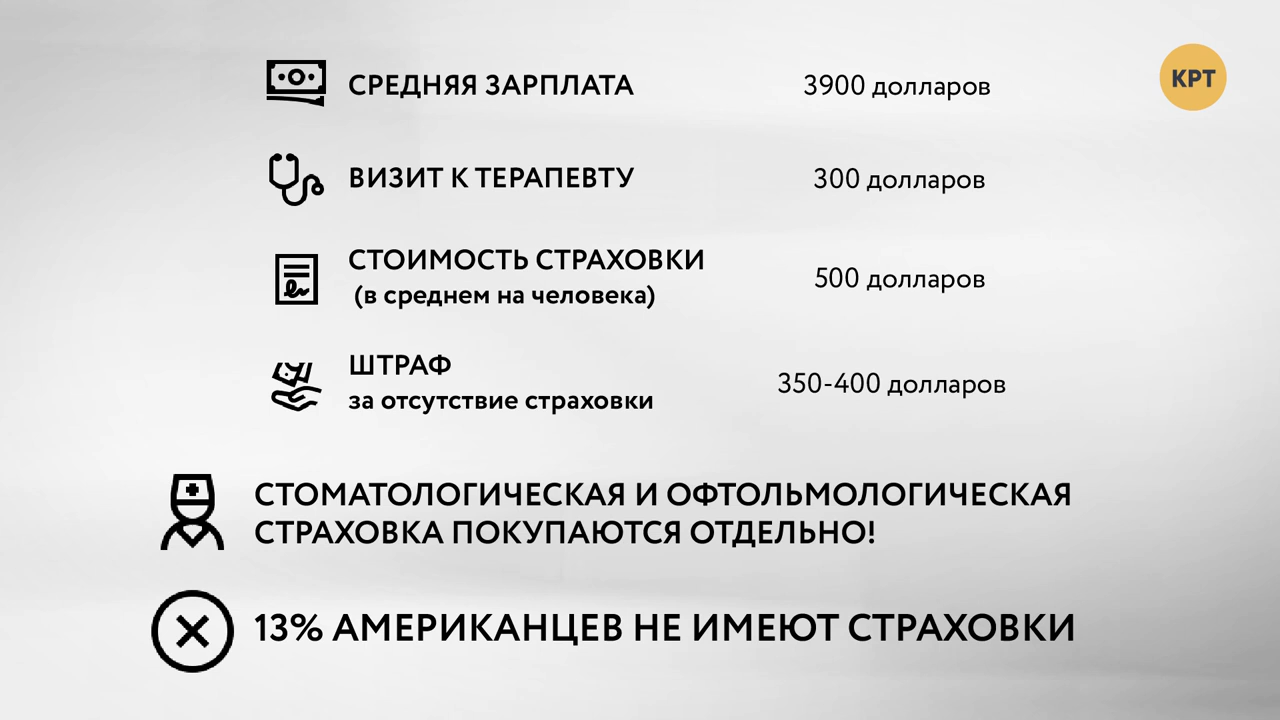 СРЕДНЯЯ ЗАРПЛАТА 3900 долларов
КРТ
ВИЗИТ К ТЕРАПЕВТУ 300 долларов
СТОИМОСТЬ СТРАХОВКИ
(в среднем на человека) 500 долларов
ШТРАФ
за отсутствие страховки 350-400 долларов
СТОМАТОЛОГИЧЕСКАЯ И ОФТОЛЬМОЛОГИЧЕСКАЯ
СТРАХОВКА ПОКУПАЮТСЯ ОТДЕЛЬНО!
13% АМЕРИКАНЦЕВ НЕ ИМЕЮТ СТРАХОВКИ